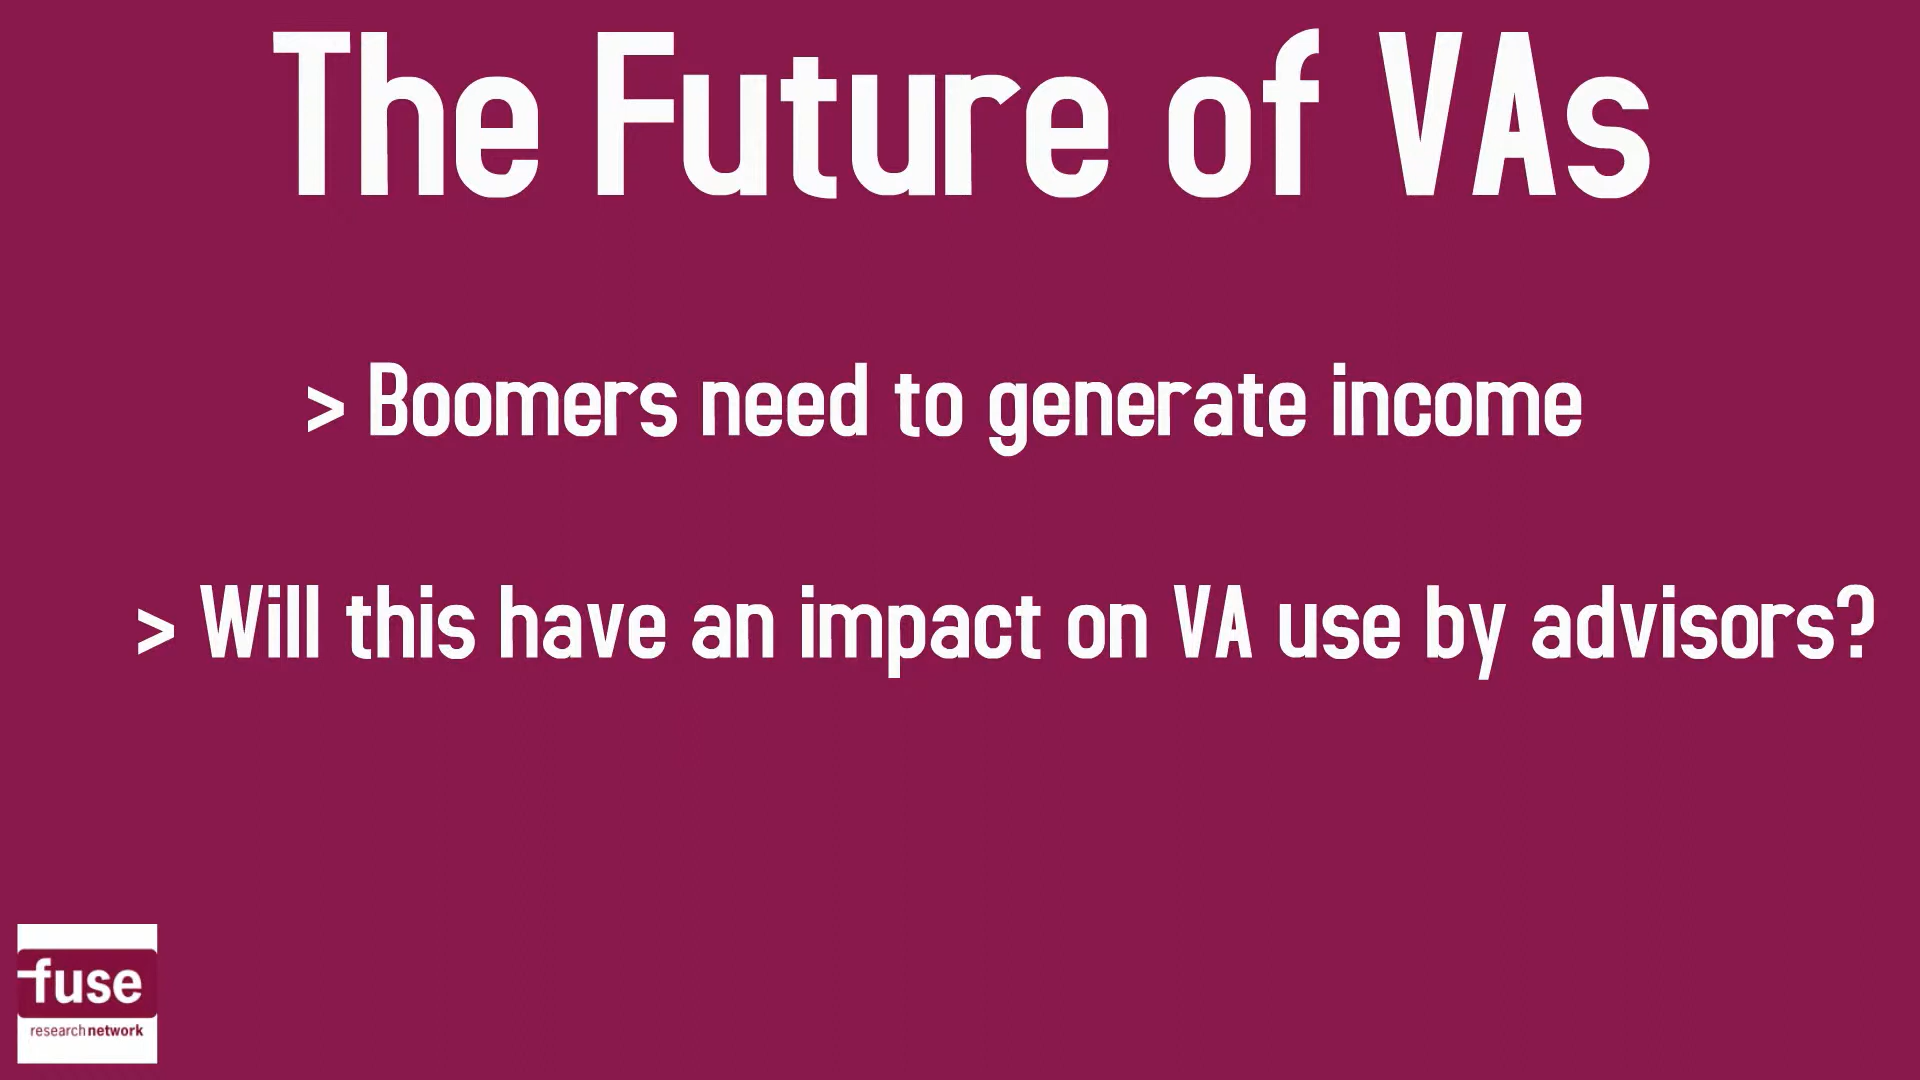 The Future of VAs
> Boomers need to generate income
> Will this have an impact on VA use by advisors?
fuse
researchnetwork